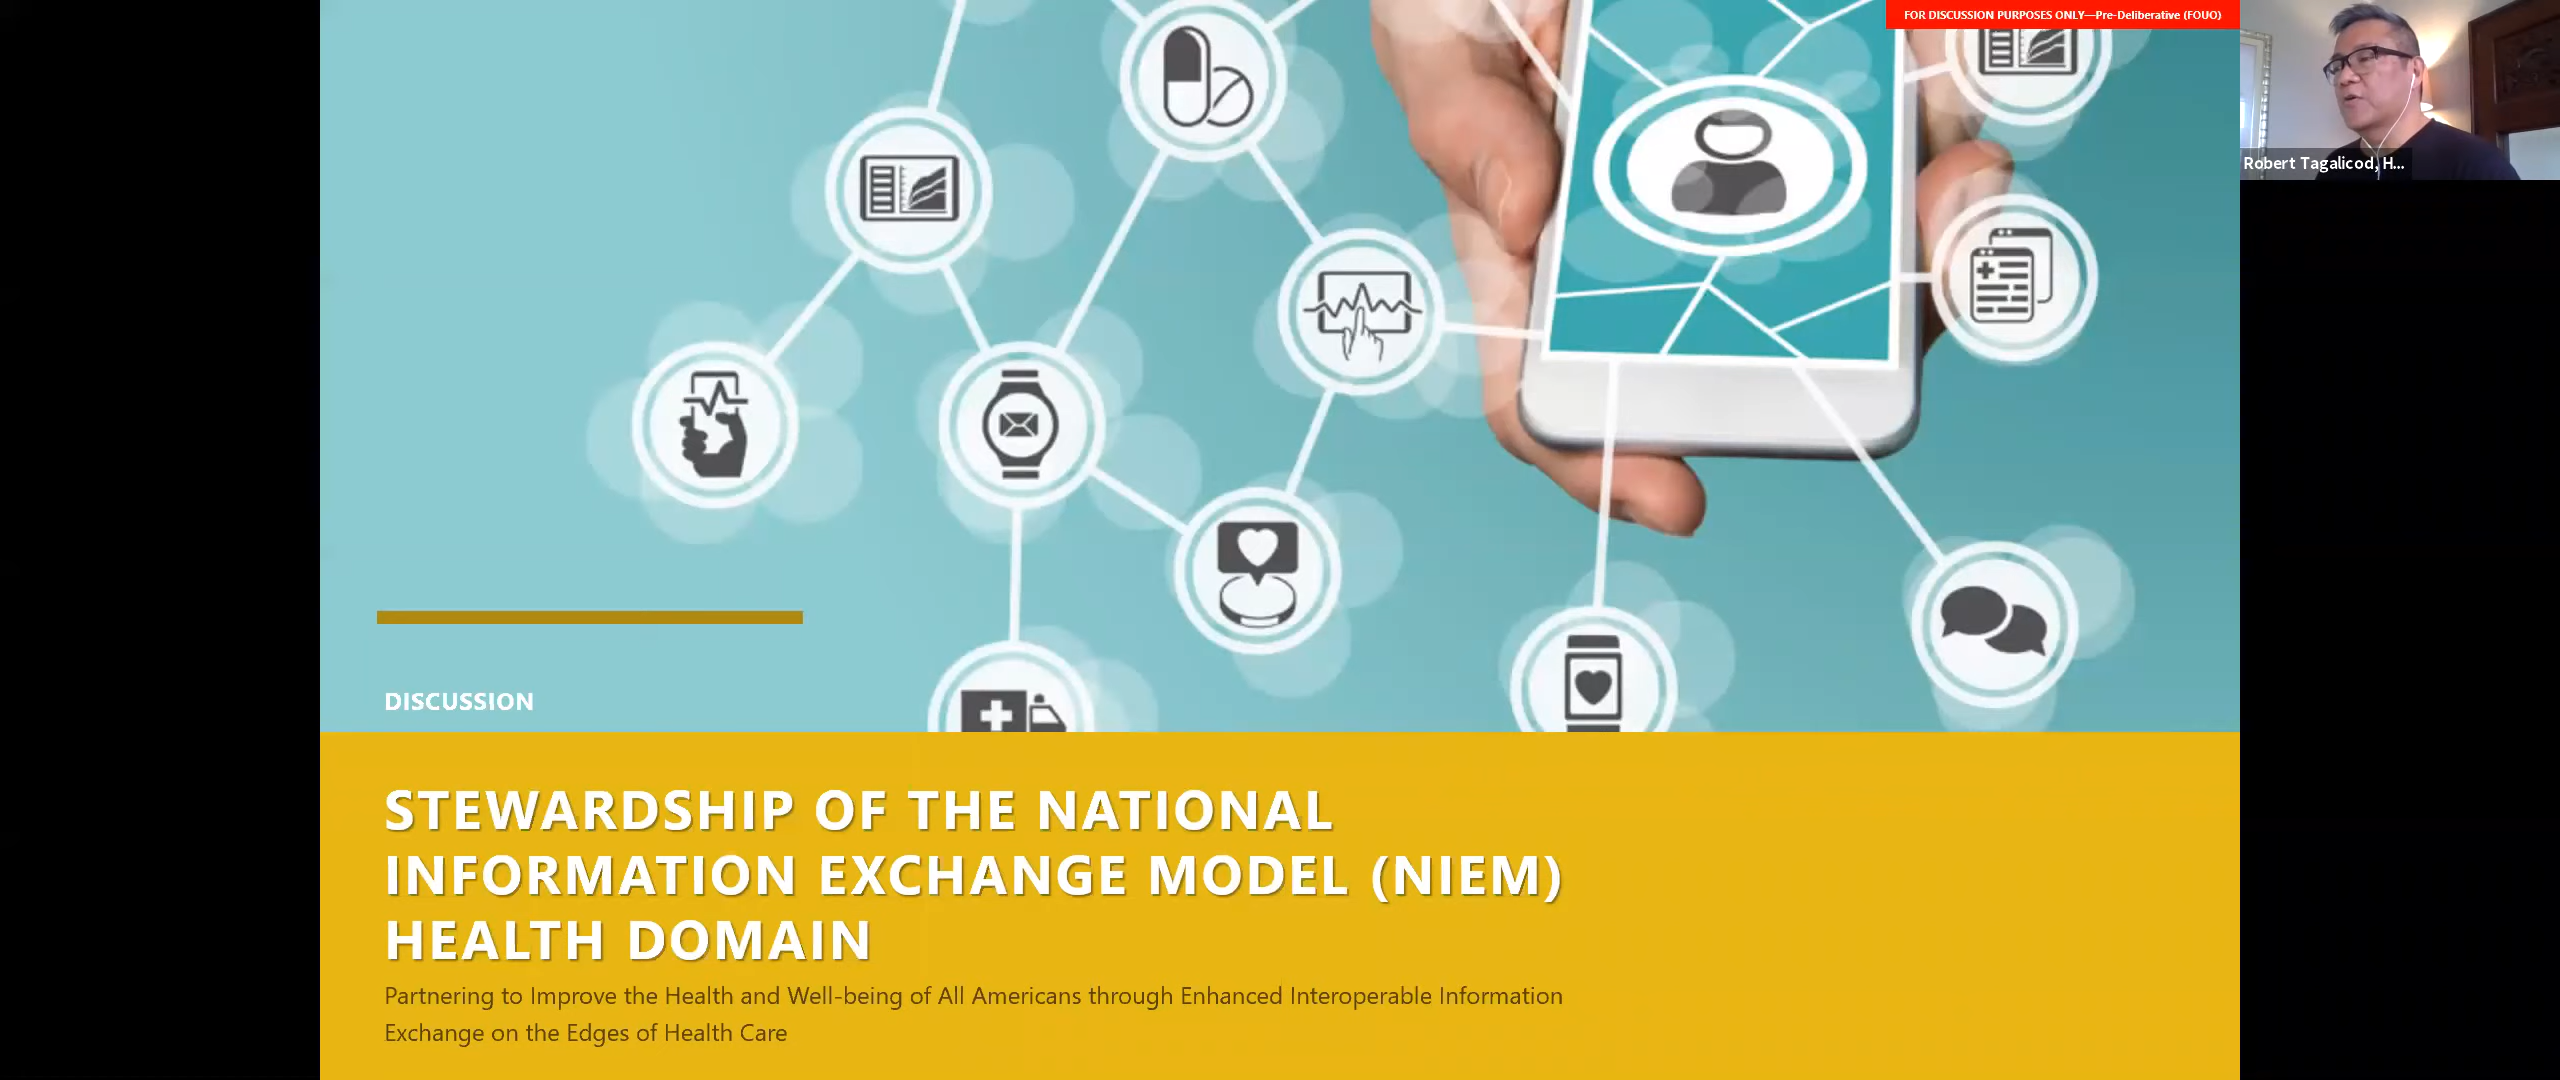 FOR DISCUSSION PURPOSES ONLY—Pre-Deliberative (FOUO)
Robert Tagalicod, H...
DISCUSSION
STEWARDSHIP OF THE NATIONAL
INFORMATION EXCHANGE MODEL (NIEM)
HEALTH DOMAIN
Partnering to Improve the Health and Well-being of All Americans through Enhanced Interoperable Information
Exchange on the Edges of Health Care